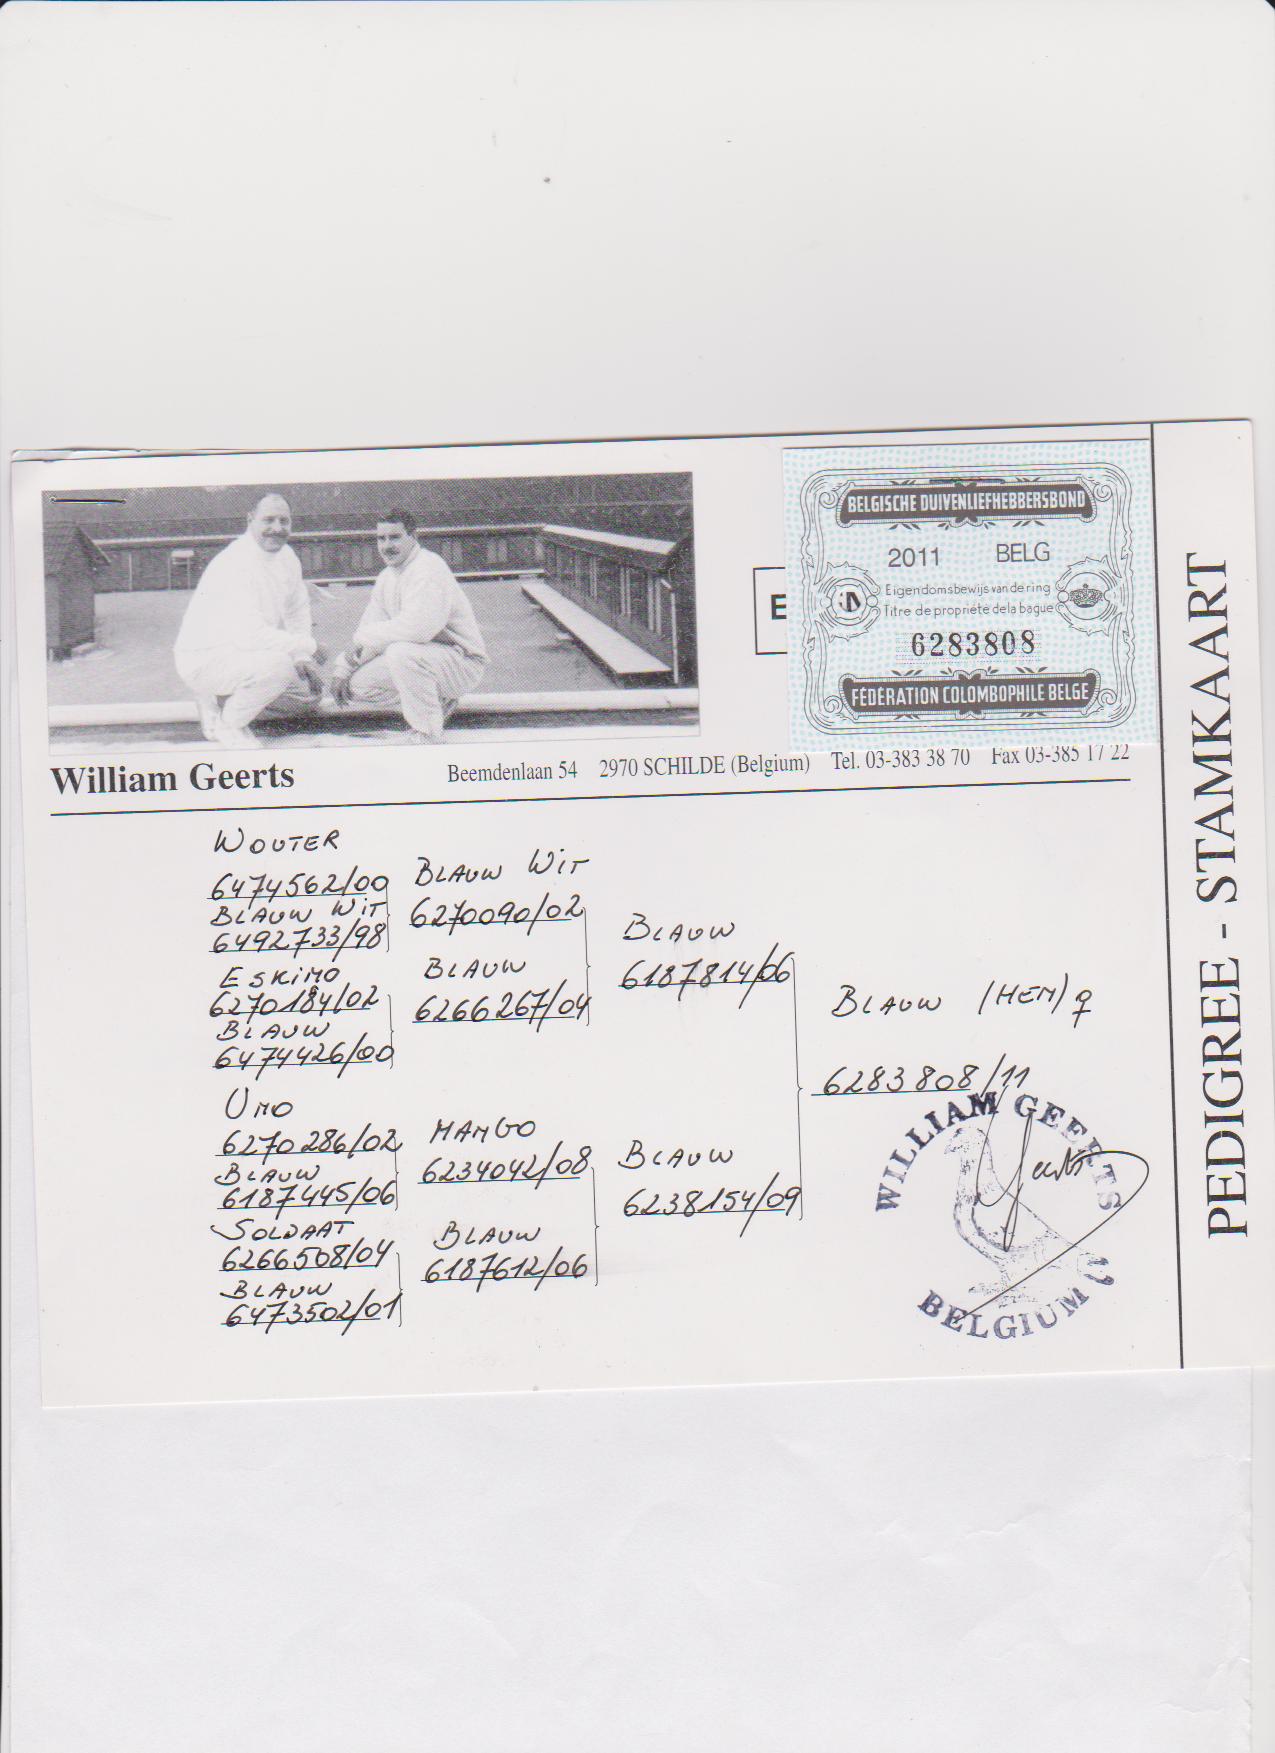 BELGISCHE DUIVENLIEFHEBBERSBOND
2011 BELG
Eigendomsbewijs van de ring
Titre de propriété de la bague
6283808
FÉDÉRATION COLOMBOPHILE BELGE
E
William Geerts Beemdenlaan 54 2970 SCHILDE (Belgium) Tel. 03-383 38 70 Fax 03-385 17 22
PEDIGREE - STAMKAART
WOUTER
6474562/00
BLAUW WIT
6492733/98
ESKIMO
6270184/02
BLAUW
6474426/00
UNO
6270286/02
BLAUW
6187445/06
SOLDAAT
6266508/04
BLAUW
6473502/01
BLAUW WIT
6270090/02
BLAUW
6266267/04
MANGO
6234042/08
BLAUW
6187612/06
BLAUW
6187814/06
BLAUW
6238154/09
BLAUW (HEN) ♀
6283808/11
WILLIAM GEERTS
BELGIUM